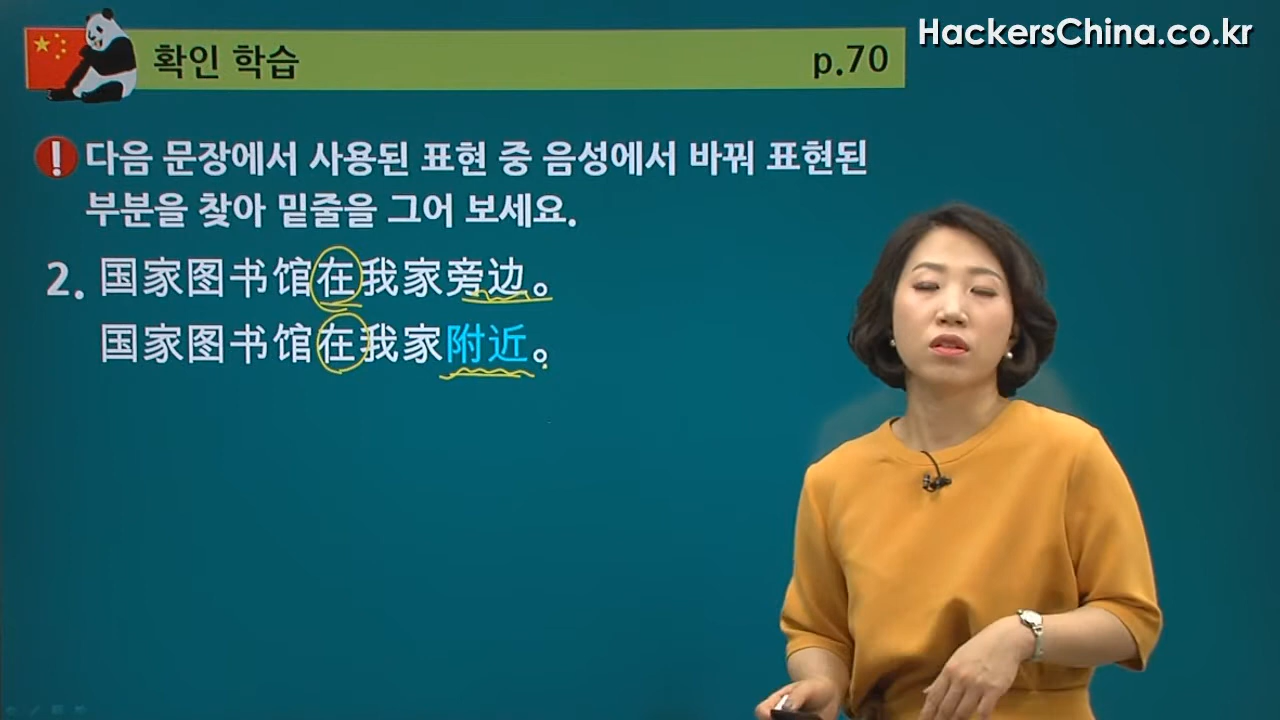 HackersChina.co.kr
확인 학습 p.70
! 다음 문장에서 사용된 표현 중 음성에서 바꿔 표현된
부분을 찾아 밑줄을 그어 보세요.
2. 国家图书馆在我家旁边。
国家图书馆在我家附近。